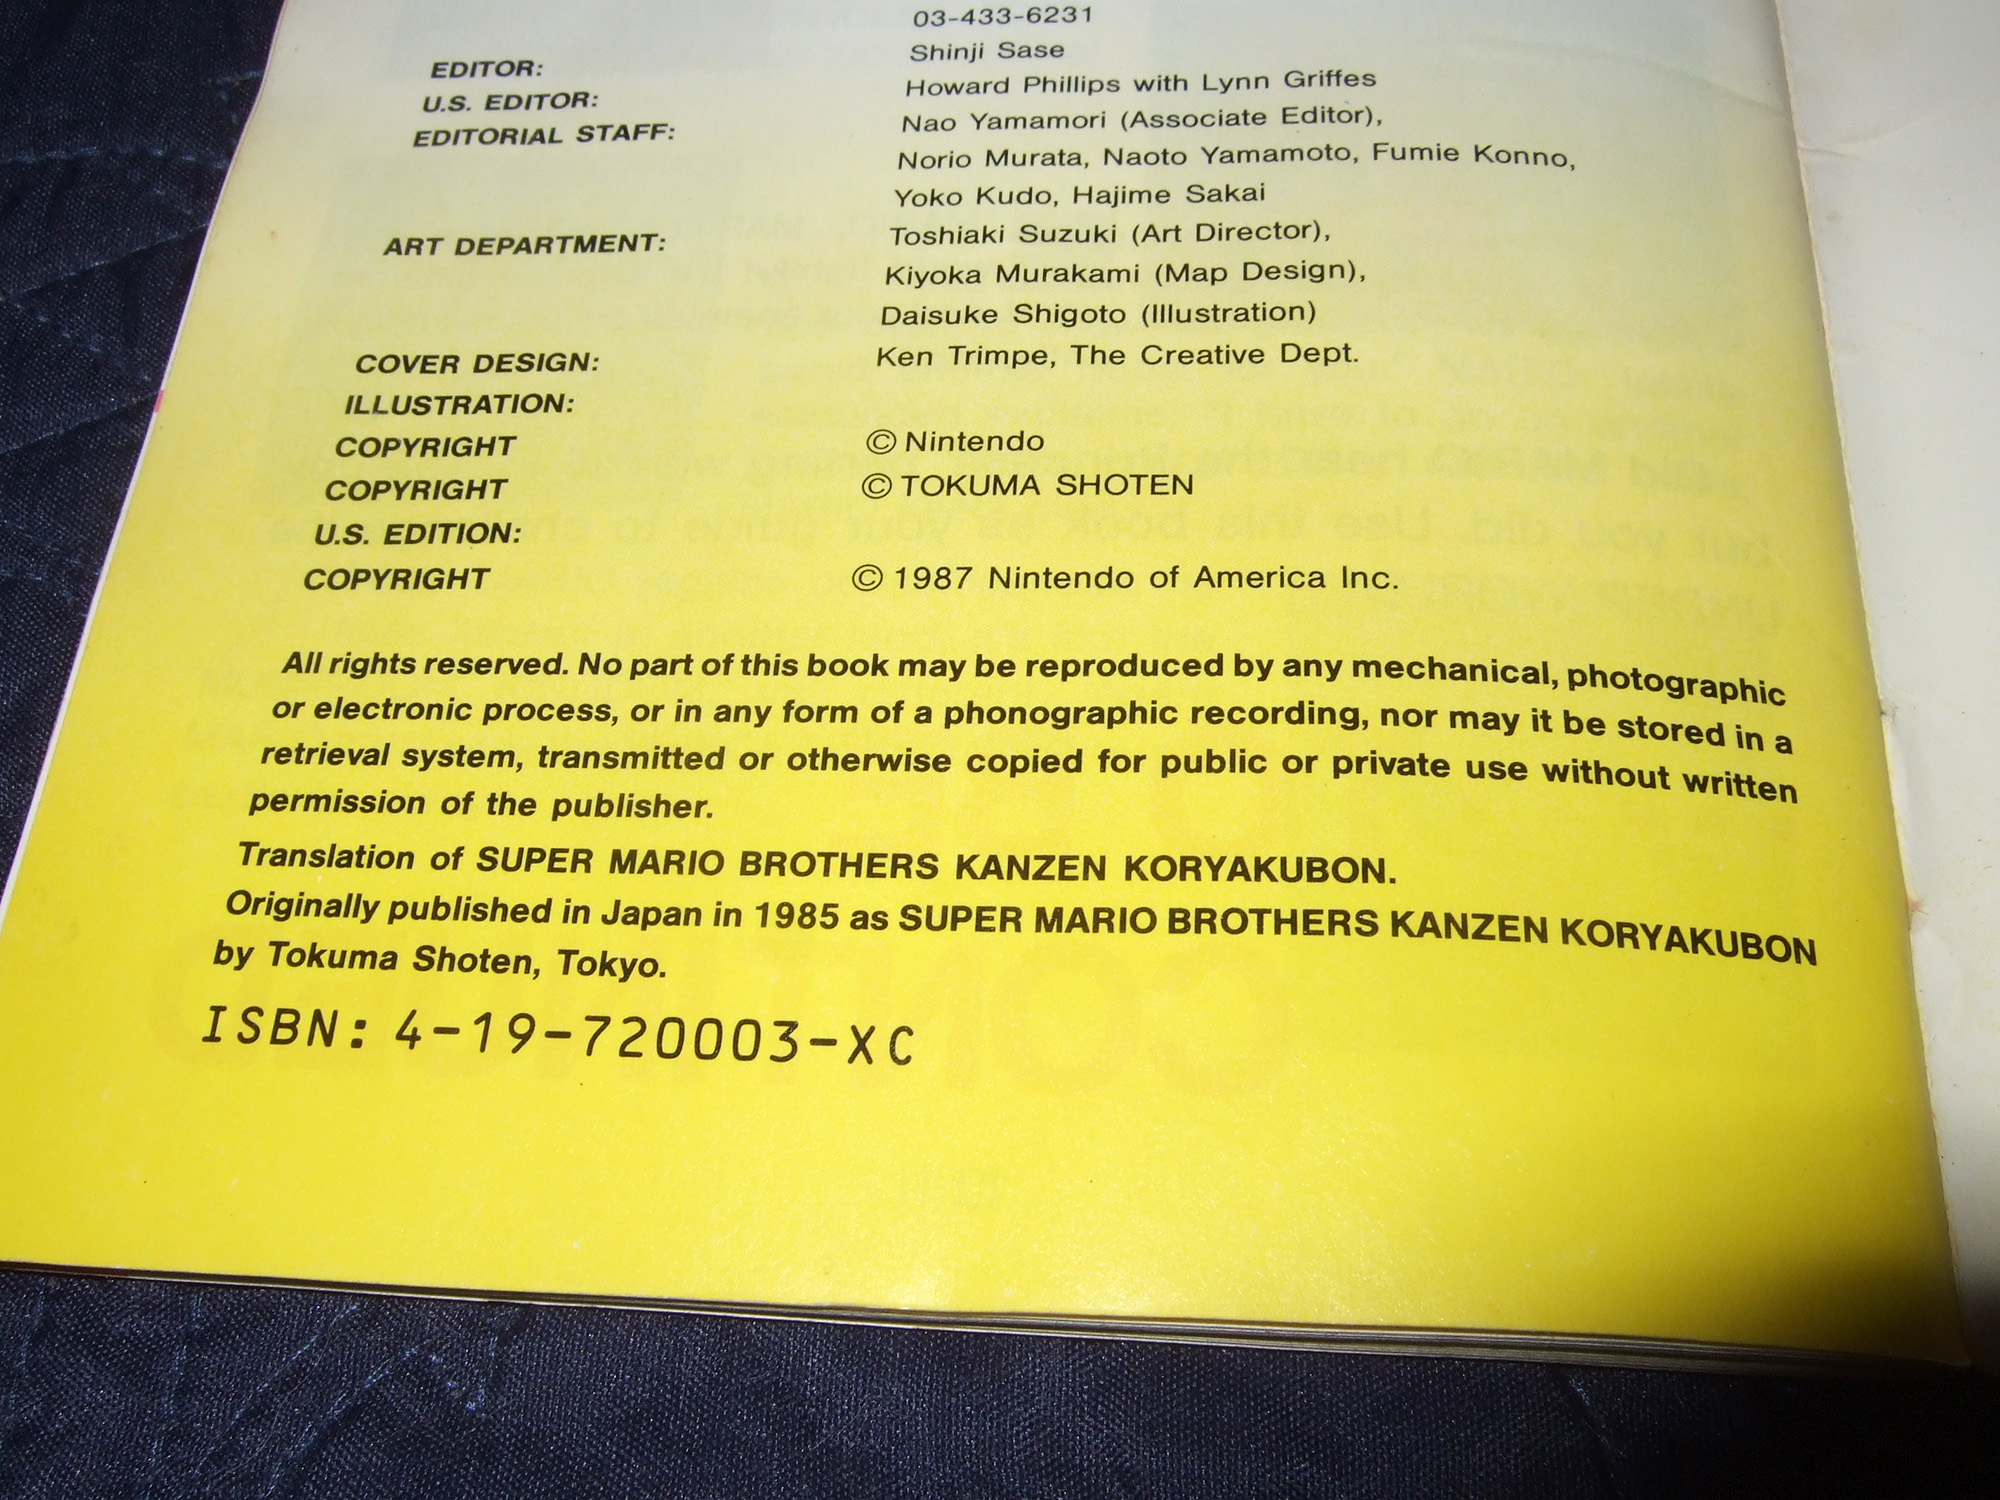 03-433-6231
EDITOR: Shinji Sase
U.S. EDITOR: Howard Phillips with Lynn Griffes
EDITORIAL STAFF: Nao Yamamori (Associate Editor),
Norio Murata, Naoto Yamamoto, Fumie Konno,
Yoko Kudo, Hajime Sakai
ART DEPARTMENT: Toshiaki Suzuki (Art Director),
Kiyoka Murakami (Map Design),
Daisuke Shigoto (Illustration)
COVER DESIGN: Ken Trimpe, The Creative Dept.
ILLUSTRATION:
COPYRIGHT © Nintendo
COPYRIGHT © TOKUMA SHOTEN
U.S. EDITION:
COPYRIGHT © 1987 Nintendo of America Inc.
All rights reserved. No part of this book may be reproduced by any mechanical, photographic
or electronic process, or in any form of a phonographic recording, nor may it be stored in a
retrieval system, transmitted or otherwise copied for public or private use without written
permission of the publisher.
Translation of SUPER MARIO BROTHERS KANZEN KORYAKUBON.
Originally published in Japan in 1985 as SUPER MARIO BROTHERS KANZEN KORYAKUBON
by Tokuma Shoten, Tokyo.
ISBN: 4-19-720003-XC